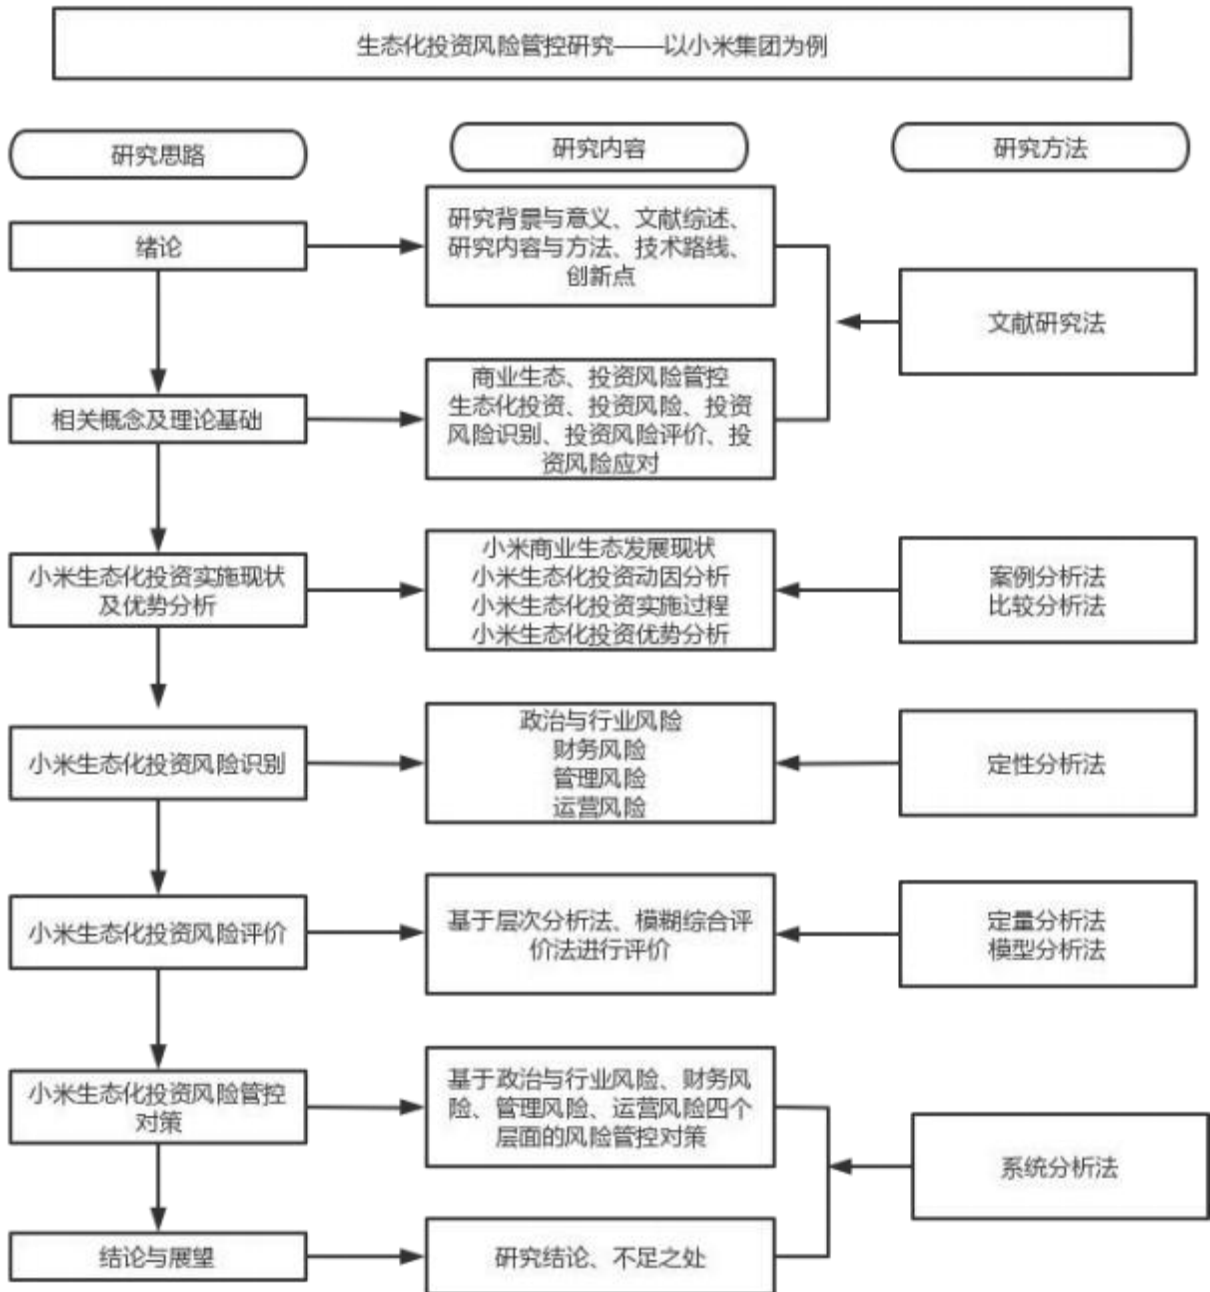 生态化投资风险管控研究——以小米集团为例
研究思路
研究内容
研究方法
绪论
研究背景与意义、文献综述、
研究内容与方法、技术路线、
创新点
文献研究法
相关概念及理论基础
商业生态、投资风险管控
生态化投资、投资风险、投资
风险识别、投资风险评价、投
资风险应对
小米生态化投资实施现状
及优势分析
小米商业生态发展现状
小米生态化投资动因分析
小米生态化投资实施过程
小米生态化投资优势分析
案例分析法
比较分析法
小米生态化投资风险识别
政治与行业风险
财务风险
管理风险
运营风险
定性分析法
小米生态化投资风险评价
基于层次分析法、模糊综合评
价法进行评价
定量分析法
模型分析法
小米生态化投资风险管控
对策
基于政治与行业风险、财务风
险、管理风险、运营风险四个
层面的风险管控对策
系统分析法
结论与展望
研究结论、不足之处